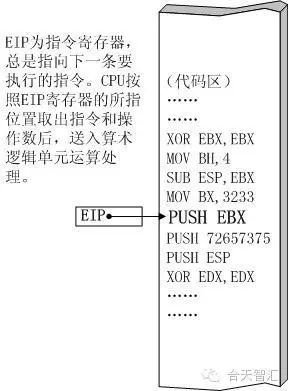 EIP为指令寄存器，
总是指向下一条要
执行的指令。CPU按
照EIP寄存器的所指
位置取出指令和操
作数后，送入算术
逻辑单元运算处
理。
EIP
(代码区)
……
……
XOR EBX,EBX
MOV BH,4
SUB ESP,EBX
MOV BX,3233
PUSH EBX
PUSH 72657375
PUSH ESP
XOR EDX,EDX
……
……
合天智汇